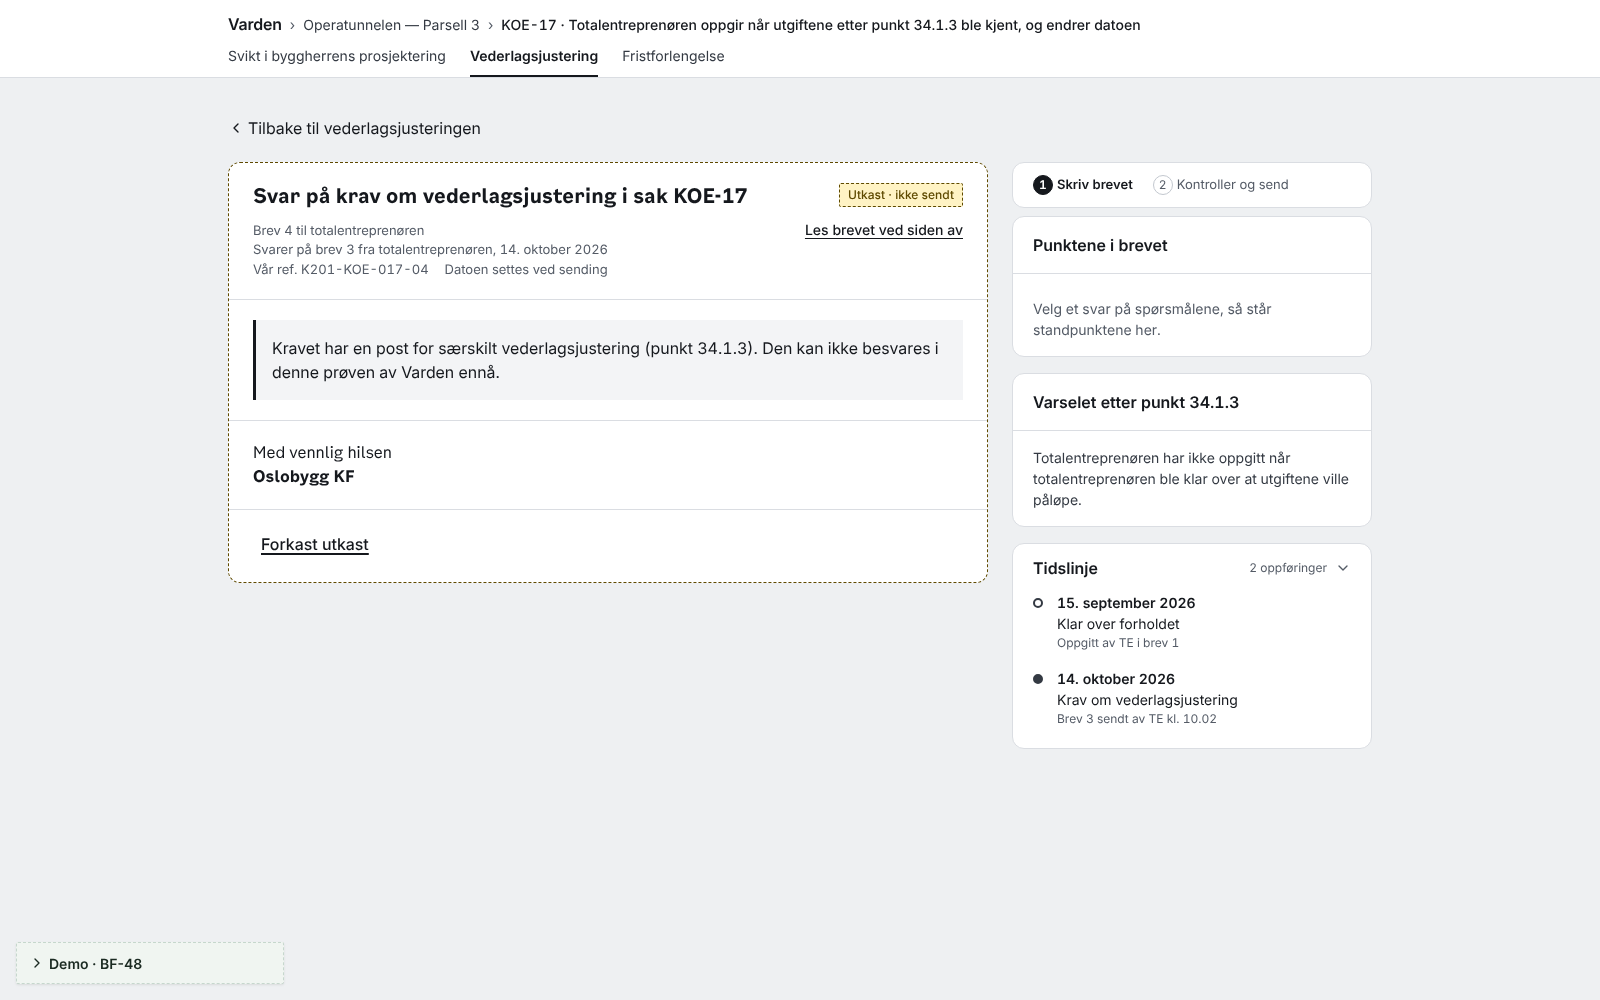 Varden › Operatunnelen — Parsell 3 › KOE-17 · Totalentreprenøren oppgir når utgiftene etter punkt 34.1.3 ble kjent, og endrer datoen
Svikt i byggherrens prosjektering Vederlagsjustering Fristforlengelse
Tilbake til vederlagsjusteringen
Svar på krav om vederlagsjustering i sak KOE-17
Utkast · ikke sendt
Brev 4 til totalentreprenøren
Les brevet ved siden av
Svarer på brev 3 fra totalentreprenøren, 14. oktober 2026
Vår ref. K201-KOE-017-04 Datoen settes ved sending
Kravet har en post for særskilt vederlagsjustering (punkt 34.1.3). Den kan ikke besvares i
denne prøven av Varden ennå.
Med vennlig hilsen
Oslobygg KF
Forkast utkast
1 Skriv brevet 2 Kontroller og send
Punktene i brevet
Velg et svar på spørsmålene, så står
standpunktene her.
Varselet etter punkt 34.1.3
Totalentreprenøren har ikke oppgitt når
totalentreprenøren ble klar over at utgiftene ville
påløpe.
Tidslinje 2 oppføringer
15. september 2026
Klar over forholdet
Oppgitt av TE i brev 1
14. oktober 2026
Krav om vederlagsjustering
Brev 3 sendt av TE kl. 10.02
Demo · BF-48